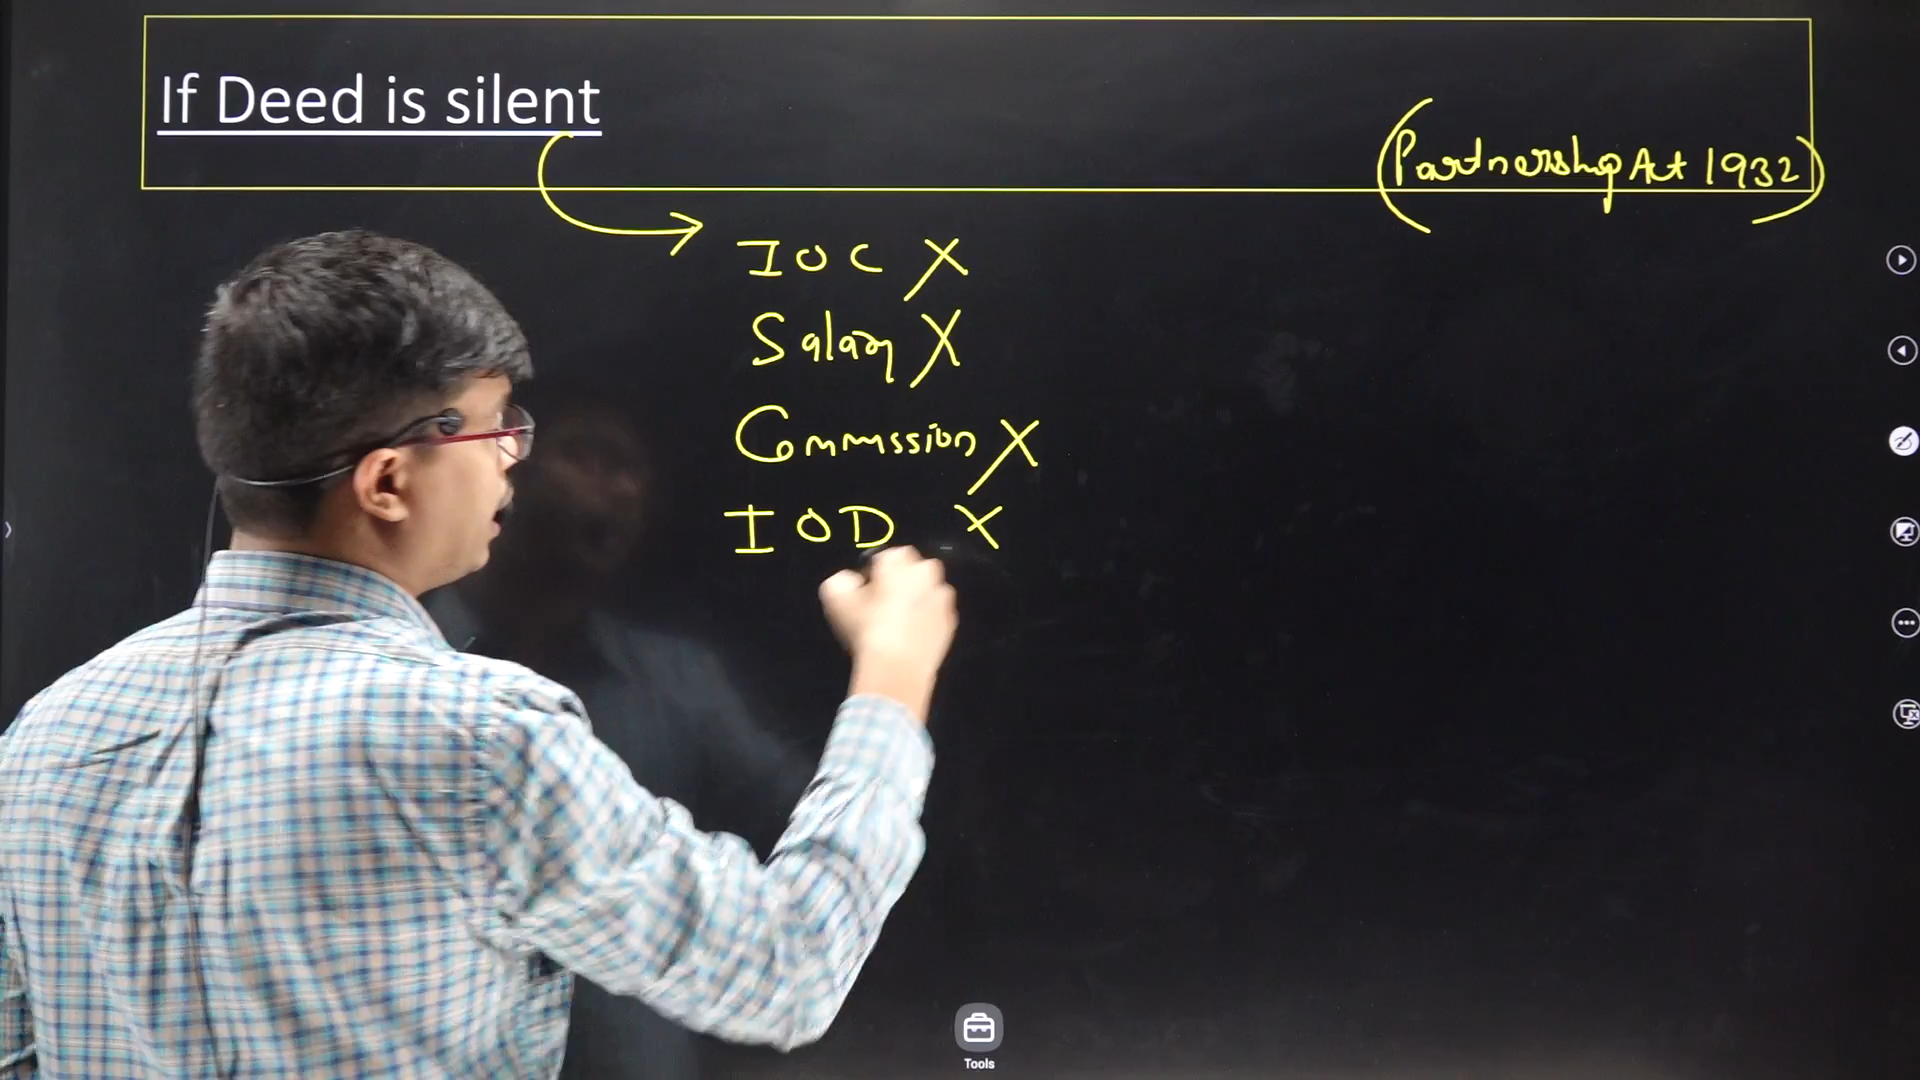 If Deed is silent
(Partnership Act 1932)
IOC X
Salary X
Commission X
IOD X
Tools